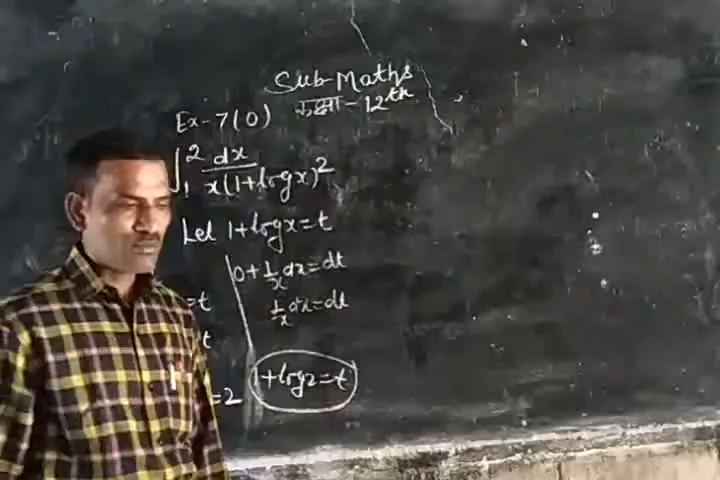 Sub-Maths
Ex-7(0) कक्षा-12th
∫₁² dx/x(1+logx)²
Let 1+logx=t
0+1/x dx=dt
=t 1/x dx=dt
t
=2 1+log2=t